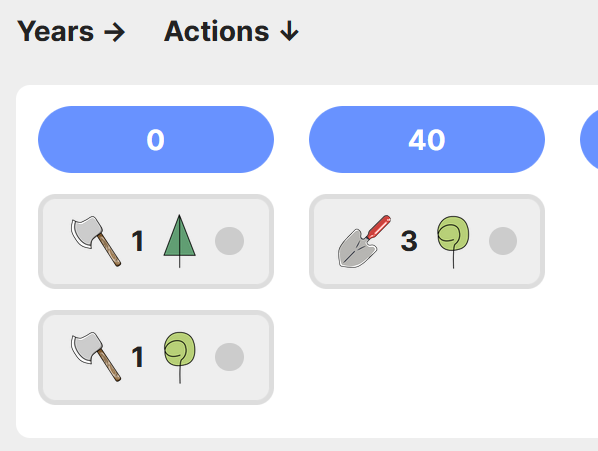 Years → Actions ↓
0 40
1 3
1